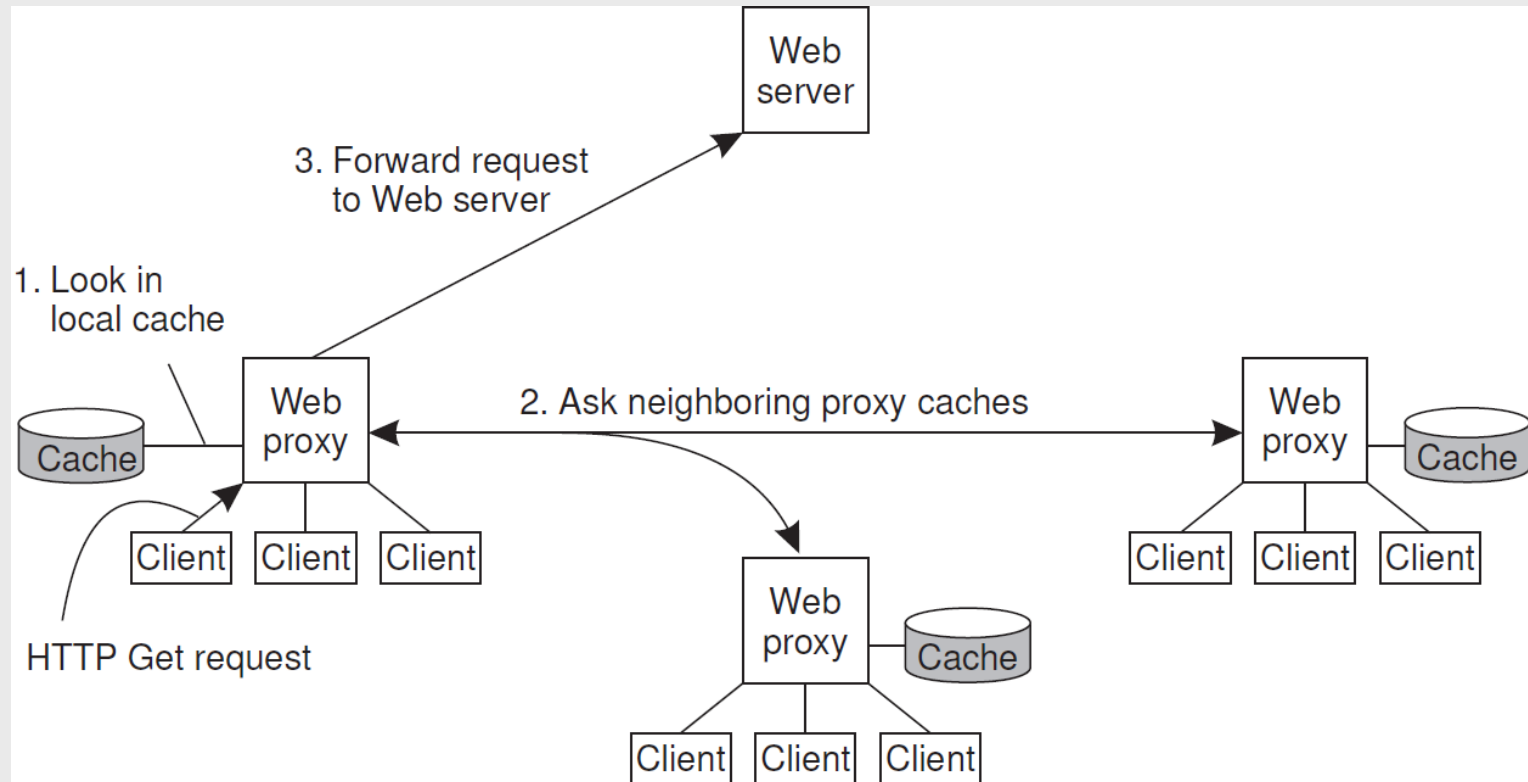 Web
server
3. Forward request
to Web server
1. Look in
local cache
Web
proxy
2. Ask neighboring proxy caches
Web
proxy
Cache
Cache
Client Client Client
Client Client Client
HTTP Get request
Web
proxy
Cache
Client Client Client